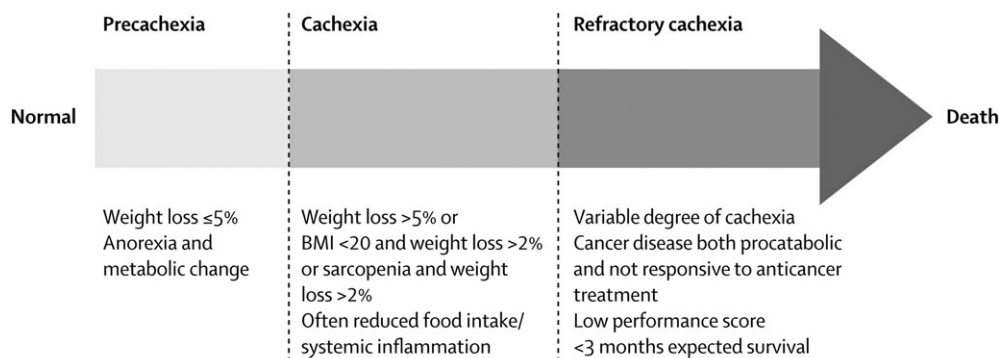 Precachexia
Cachexia
Refractory cachexia
Normal
Death
Weight loss ≤5%
Anorexia and
metabolic change
Weight loss >5% or
BMI <20 and weight loss >2%
or sarcopenia and weight
loss >2%
Often reduced food intake/
systemic inflammation
Variable degree of cachexia
Cancer disease both procatabolic
and not responsive to anticancer
treatment
Low performance score
<3 months expected survival